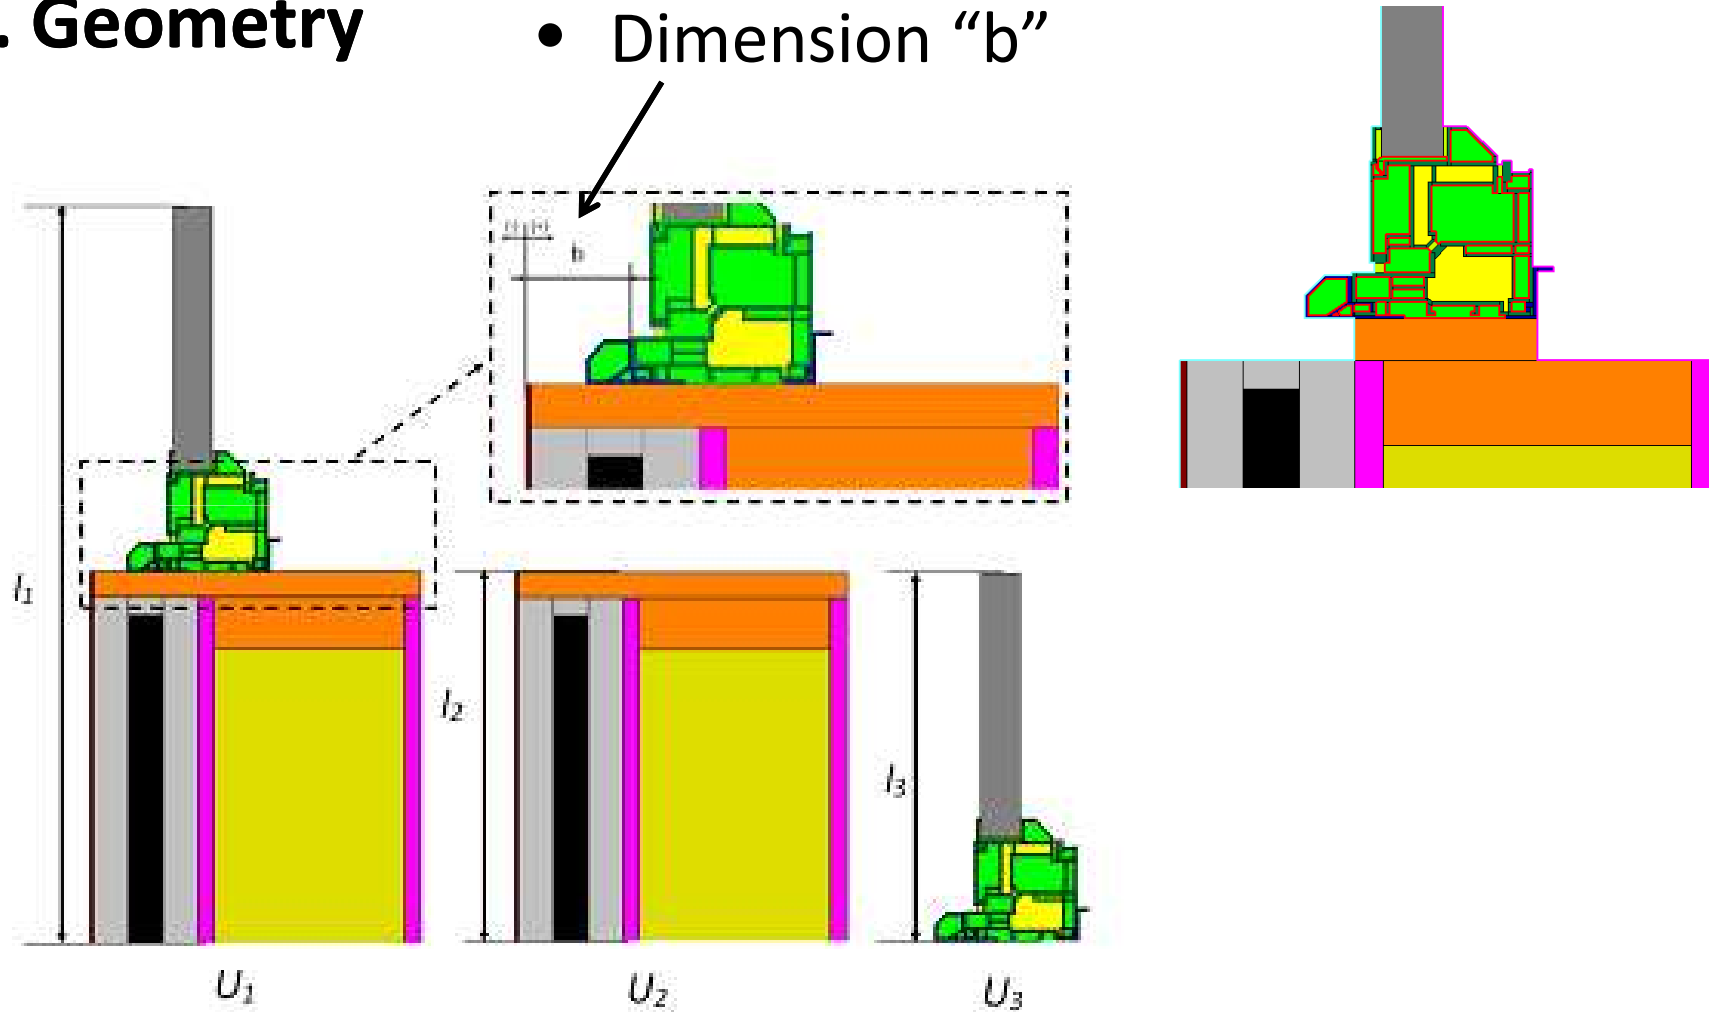 . Geometry
• Dimension “b”
b
l1
l2
l3
U1
U2
U3